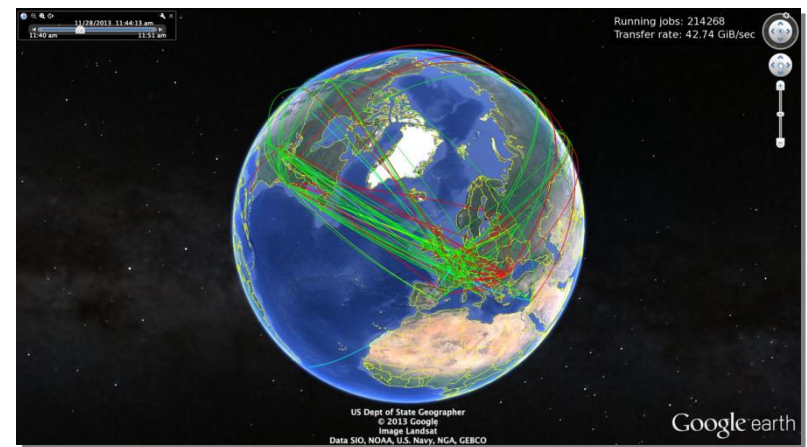 11/28/2013 11:44:13 am
11:40 am 11:51 am
Running jobs: 214268
Transfer rate: 42.74 GiB/sec
US Dept of State Geographer
© 2013 Google
Image Landsat
Data SIO, NOAA, U.S. Navy, NGA, GEBCO
Google earth